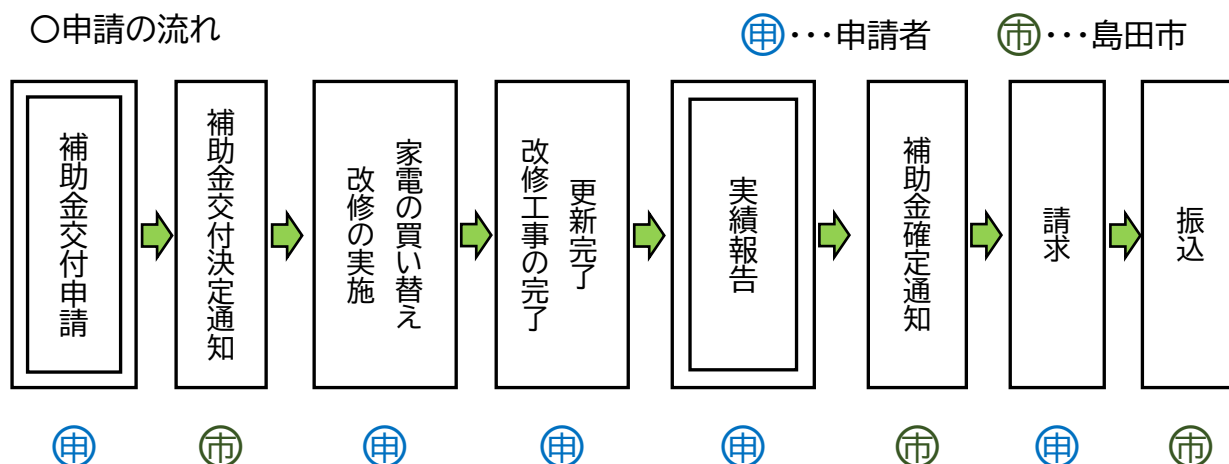 〇申請の流れ
申･･･申請者
市･･･島田市
補助金交付申請
補助金交付決定通知
家電の買い替え
改修の実施
更新完了
改修工事の完了
実績報告
補助金確定通知
請求
振込
申
市
申
申
申
市
申
市